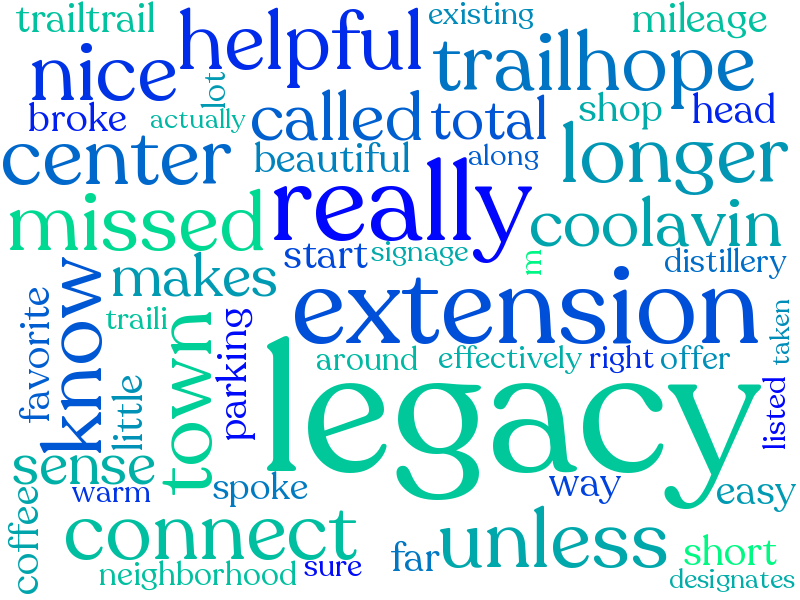 trailtrail
helpful
existing
mileage
nice
lot
trailhope
broke
actually
called
total
shop
head
center
beautiful
along
longer
missed
really
coolavin
start
signage
m
distillery
know
makes
extension
favorite
traili
town
parking
taken
around
effectively
right
offer
little
legacy
listed
sense
warm
spoke
way
easy
coffee
connect
unless
neighborhood
sure
far
short
designates